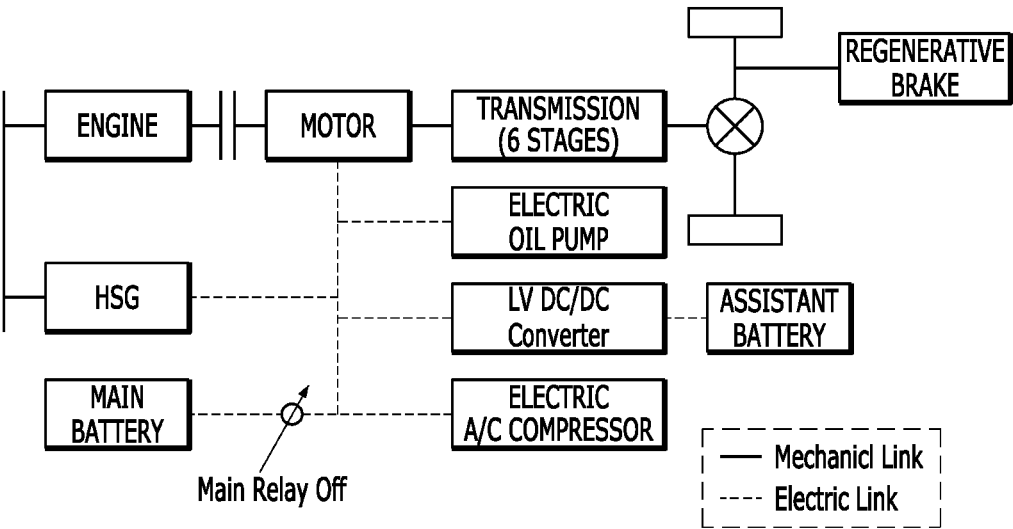 REGENERATIVE
BRAKE
ENGINE
MOTOR
TRANSMISSION
(6 STAGES)
ELECTRIC
OIL PUMP
HSG
LV DC/DC
Converter
ASSISTANT
BATTERY
MAIN
BATTERY
ELECTRIC
A/C COMPRESSOR
Main Relay Off
Mechanicl Link
Electric Link